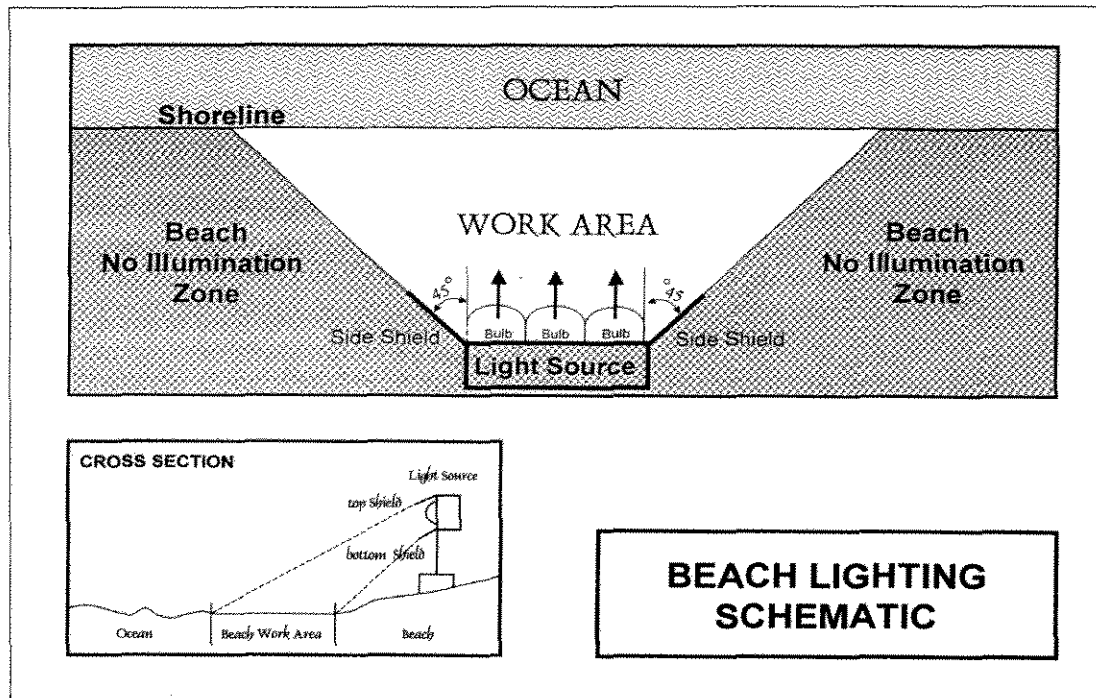 OCEAN
Shoreline
WORK AREA
Beach
No Illumination
Zone
Beach
No Illumination
Zone
45°
°45
Side Shield
Bulb
Bulb
Bulb
Side Shield
Light Source
CROSS SECTION
Light Source
top Shield
bottom Shield
Ocean
Beach Work Area
Beach
BEACH LIGHTING
SCHEMATIC